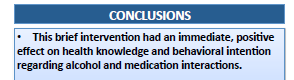 CONCLUSIONS
• This brief intervention had an immediate, positive
effect on health knowledge and behavioral intention
regarding alcohol and medication interactions.